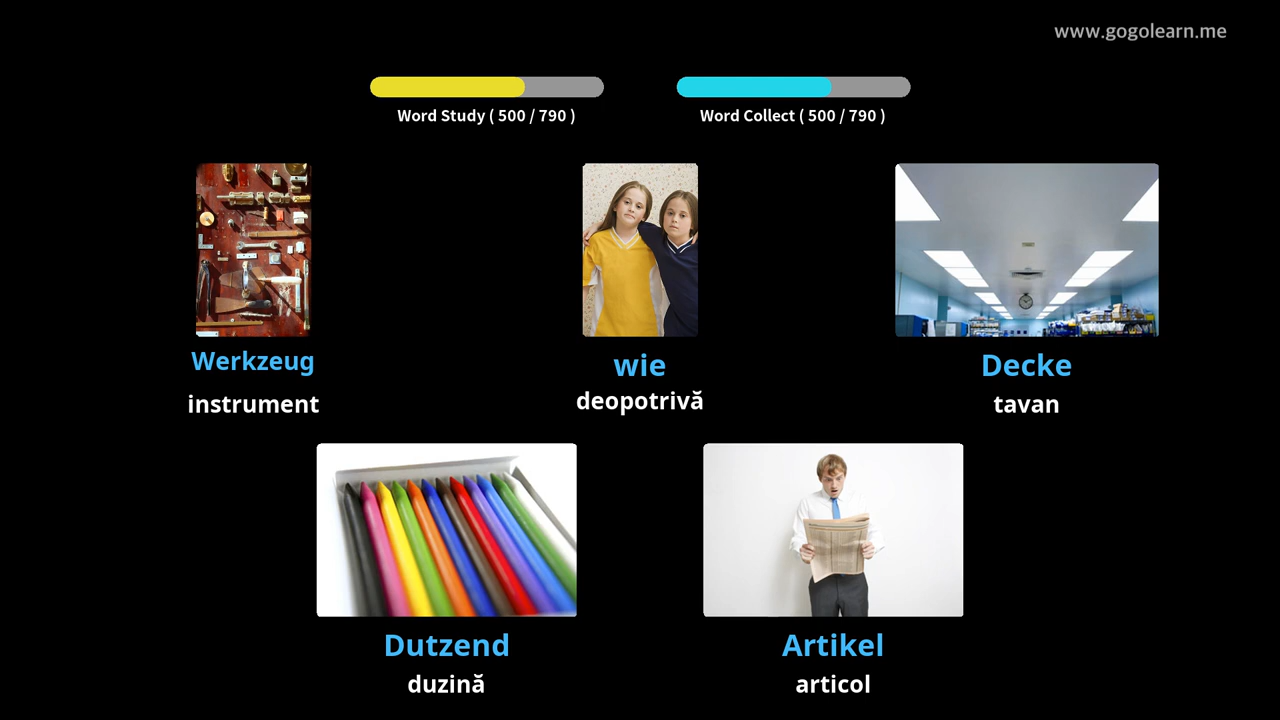 www.gogolearn.me
Word Study ( 500 / 790 )
Word Collect ( 500 / 790 )
Werkzeug
instrument
wie
deopotrivă
Decke
tavan
Dutzend
duzină
Artikel
articol